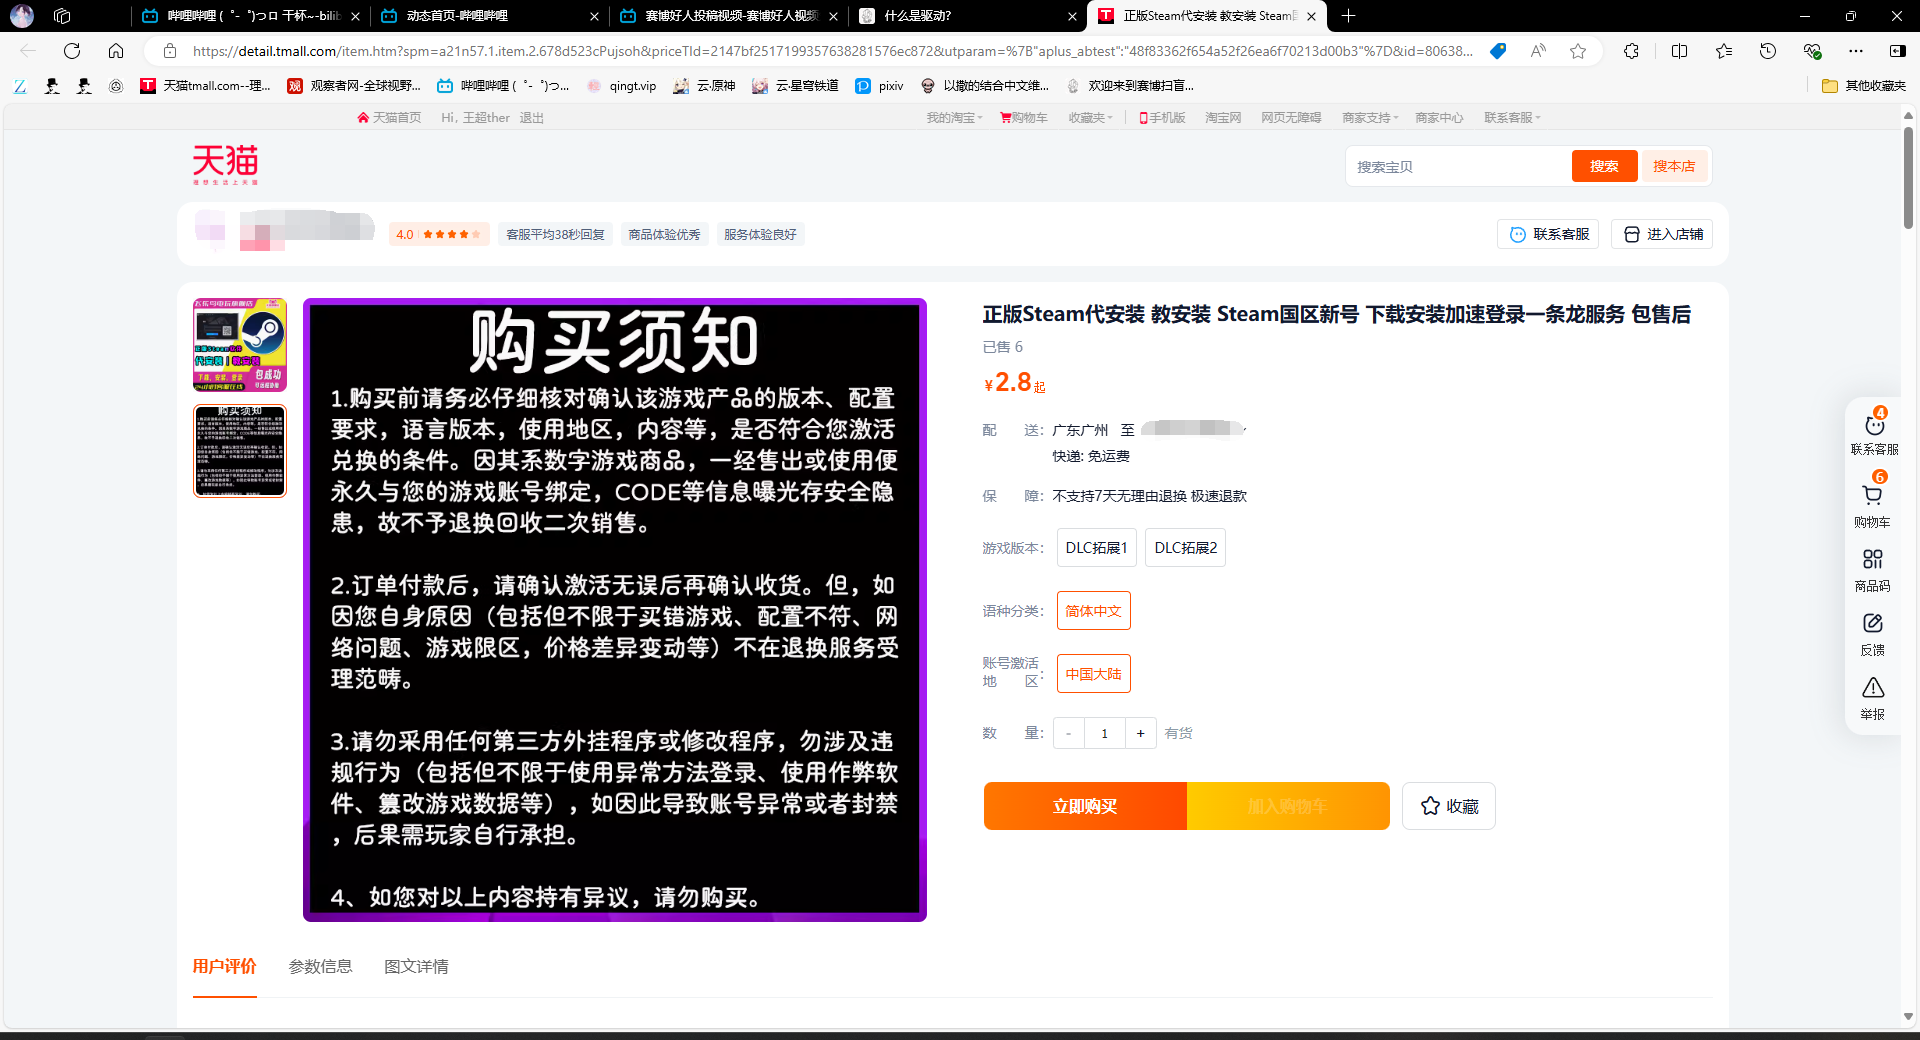 哔哩哔哩 (゜-゜)つロ 干杯~-bilib
动态首页-哔哩哔哩
赛博好人投稿视频-赛博好人视频
什么是驱动？
正版Steam代安装 教安装 Steam国
https://detail.tmall.com/item.htm?spm=a21n57.1.item.2.678d523cPujsoh&priceTId=2147bf2517199357638281576ec872&utparam=%7B"aplus_abtest":"48f83362f654a52f26ea6f70213d00b3"%7D&id=80638...
天猫tmall.com--理...
观察者网-全球视野...
哔哩哔哩 (゜-゜)つ...
qingt.vip
云·原神
云·星穹铁道
pixiv
以撒的结合中文维...
欢迎来到赛博扫盲...
其他收藏夹
天猫首页 Hi, 王超ther 退出
我的淘宝 购物车 收藏夹 手机版 淘宝网 网页无障碍 商家支持 商家中心 联系客服
天猫
理想生活上天猫
搜索宝贝 搜索 搜本店
4.0 客服平均38秒回复 商品体验优秀 服务体验良好
联系客服 进入店铺
代安装 | 教安装
下载、安装、登录
包成功
购买须知
1.购买前请务必仔细核对确认该游戏产品的版本、配置
要求，语言版本，使用地区，内容等，是否符合您激活
兑换的条件。因其系数字游戏商品，一经售出或使用便
永久与您的游戏账号绑定，CODE等信息曝光存安全隐
患，故不予退换回收二次销售。
2.订单付款后，请确认激活无误后再确认收货。但，如
因您自身原因（包括但不限于买错游戏、配置不符、网
络问题、游戏限区，价格差异变动等）不在退换服务受
理范畴。
3.请勿采用任何第三方外挂程序或修改程序，勿涉及违
规行为（包括但不限于使用异常方法登录、使用作弊软
件、篡改游戏数据等），如因此导致账号异常或者封禁
，后果需玩家自行承担。
4、如您对以上内容持有异议，请勿购买。
正版Steam代安装 教安装 Steam国区新号 下载安装加速登录一条龙服务 包售后
已售 6
¥2.8起
配 送： 广东广州 至
快递: 免运费
保 障： 不支持7天无理由退换 极速退款
游戏版本： DLC拓展1 DLC拓展2
语种分类： 简体中文
账号激活
地 区： 中国大陆
数 量： - 1 + 有货
立即购买 加入购物车 收藏
4
联系客服
6
购物车
商品码
反馈
举报
用户评价 参数信息 图文详情